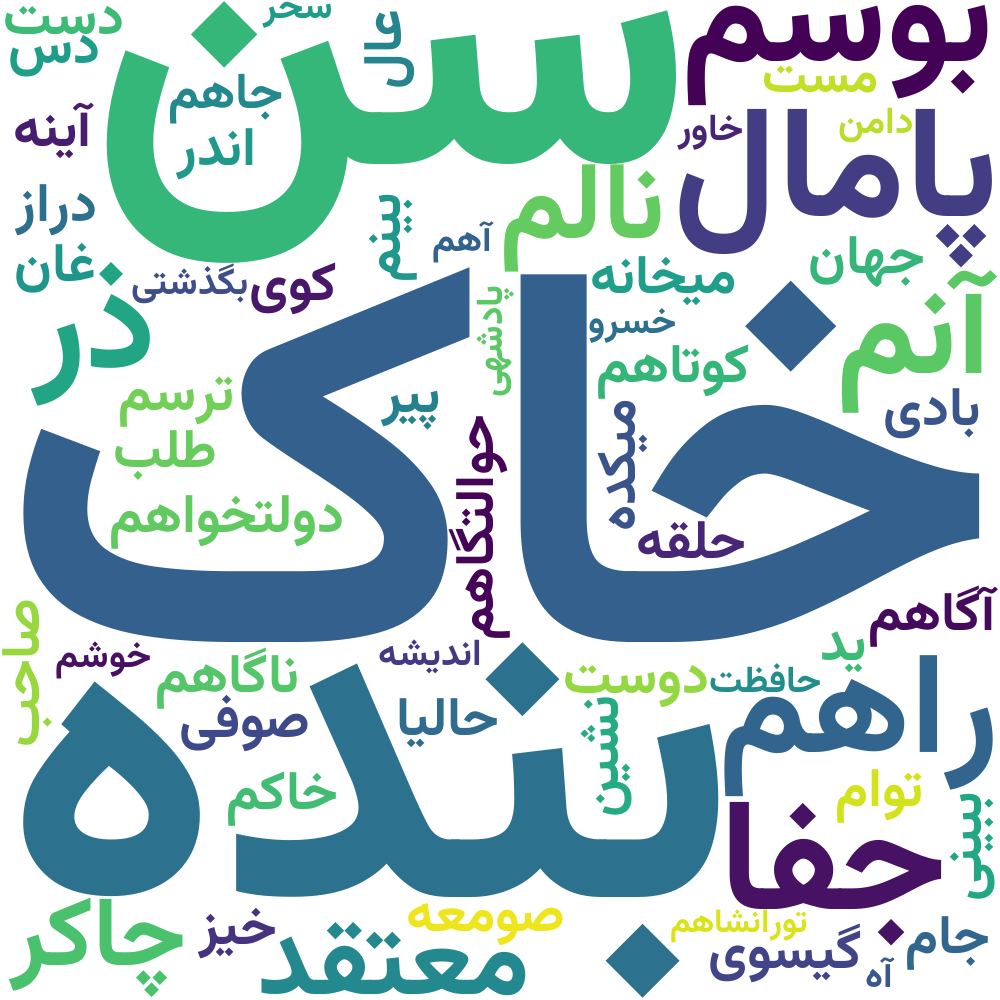 سخر
عال
دست
دس
سن
بوسم
مست
جاهم
دامن
خاور
آینه
اندر
پامال
نالم
دراز
بینم
آهم
جهان
غان
بگذشتی
کوی
میخانه
آنم
ذر
پادشهی
خسرو
کوتاهم
ترسم
پیر
بادی
طلب
خاک
میکده
دولتخواهم
حوالتگاهم
حلقه
آگاهم
صاحب
خوشم
اندیشه
ید
ناگاهم
دوست
حافظت
صوفی
حالیا
نشین
راهم
بنده
خاکم
توام
ببینی
جفا
چاکر
خیز
صومعه
تورانشاهم
معتقد
گیسوی
آه
جام